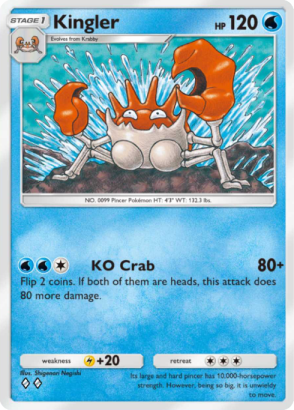 STAGE 1 Kingler HP 120
Evolves from Krabby
NO. 0099 Pincer Pokémon HT: 4'3" WT: 132.3 lbs.
KO Crab 80+
Flip 2 coins. If both of them are heads, this attack does
80 more damage.
weakness +20 retreat
Illus. Shigenori Negishi
Its large and hard pincer has 10,000-horsepower
strength. However, being so big, it is unwieldy
to move.